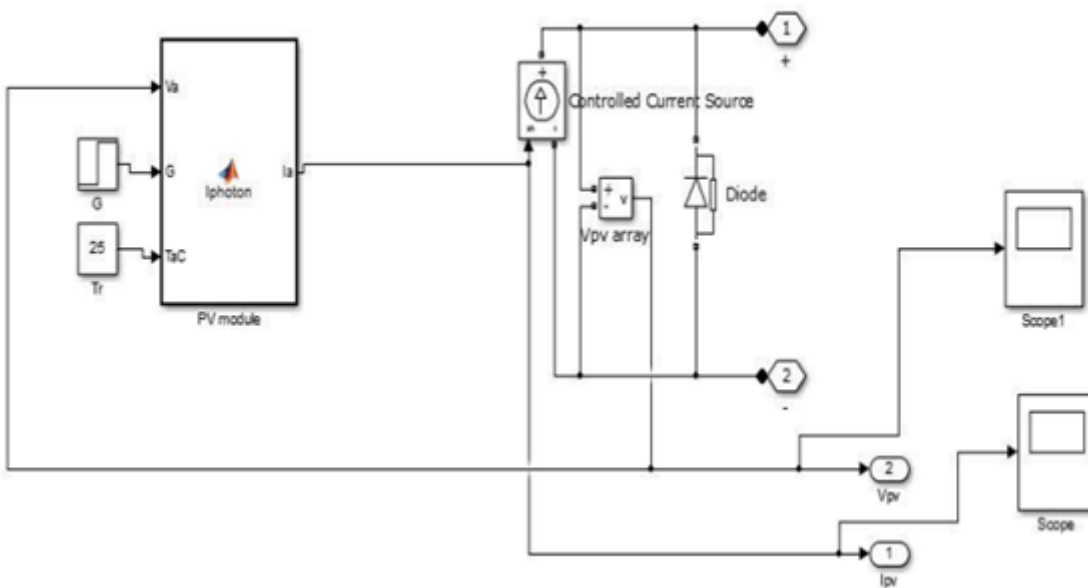 1
+
Va
+
Controlled Current Source
G
Iphoton
Ia
+
-
v
Diode
G
Vpv array
25
TaC
Tr
PV module
Scope1
2
-
2
Vpv
Scope
1
Ipv